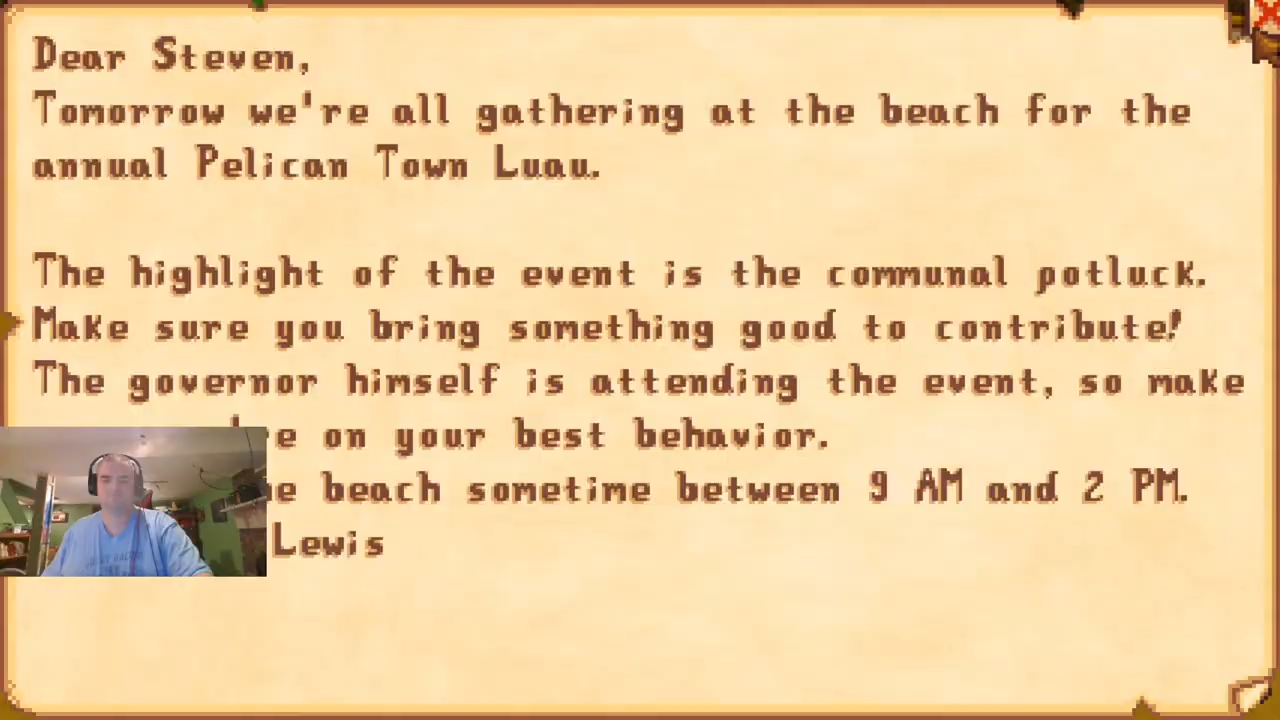 Dear Steven,
Tomorrow we're all gathering at the beach for the
annual Pelican Town Luau.
The highlight of the event is the communal potluck.
Make sure you bring something good to contribute!
The governor himself is attending the event, so make
on your best behavior.
beach sometime between 9 AM and 2 PM.
Lewis